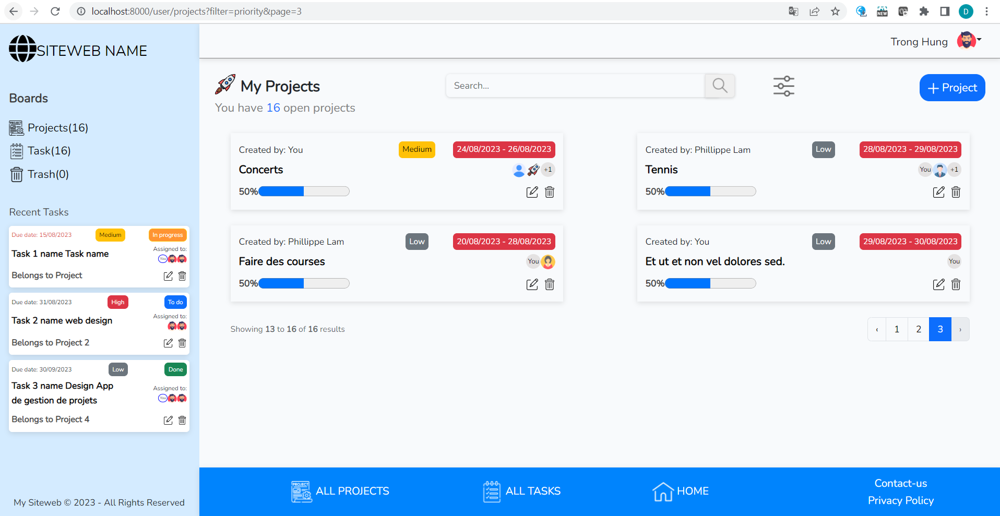 localhost:8000/user/projects?filter=priority&page=3
NEW
D
SITEWEB NAME
Trong Hung
Boards
Projects(16)
Task(16)
Trash(0)
Recent Tasks
Due date: 15/08/2023 Medium In progress
Task 1 name Task name
Assigned to:
You
Belongs to Project
Due date: 31/08/2023 High To do
Task 2 name web design
Assigned to:
Belongs to Project 2
Due date: 30/09/2023 Low Done
Task 3 name Design App
de gestion de projets
Assigned to:
You
Belongs to Project 4
My Siteweb © 2023 - All Rights Reserved
My Projects
You have 16 open projects
Search...
+ Project
Created by: You Medium 24/08/2023 - 26/08/2023
Concerts +1
50%
Created by: Phillippe Lam Low 28/08/2023 - 29/08/2023
Tennis You +1
50%
Created by: Phillippe Lam Low 20/08/2023 - 28/08/2023
Faire des courses You
50%
Created by: You Low 29/08/2023 - 30/08/2023
Et ut et non vel dolores sed. You
50%
Showing 13 to 16 of 16 results
‹ 1 2 3 ›
PROJECT ALL PROJECTS
ALL TASKS
HOME
Contact-us
Privacy Policy